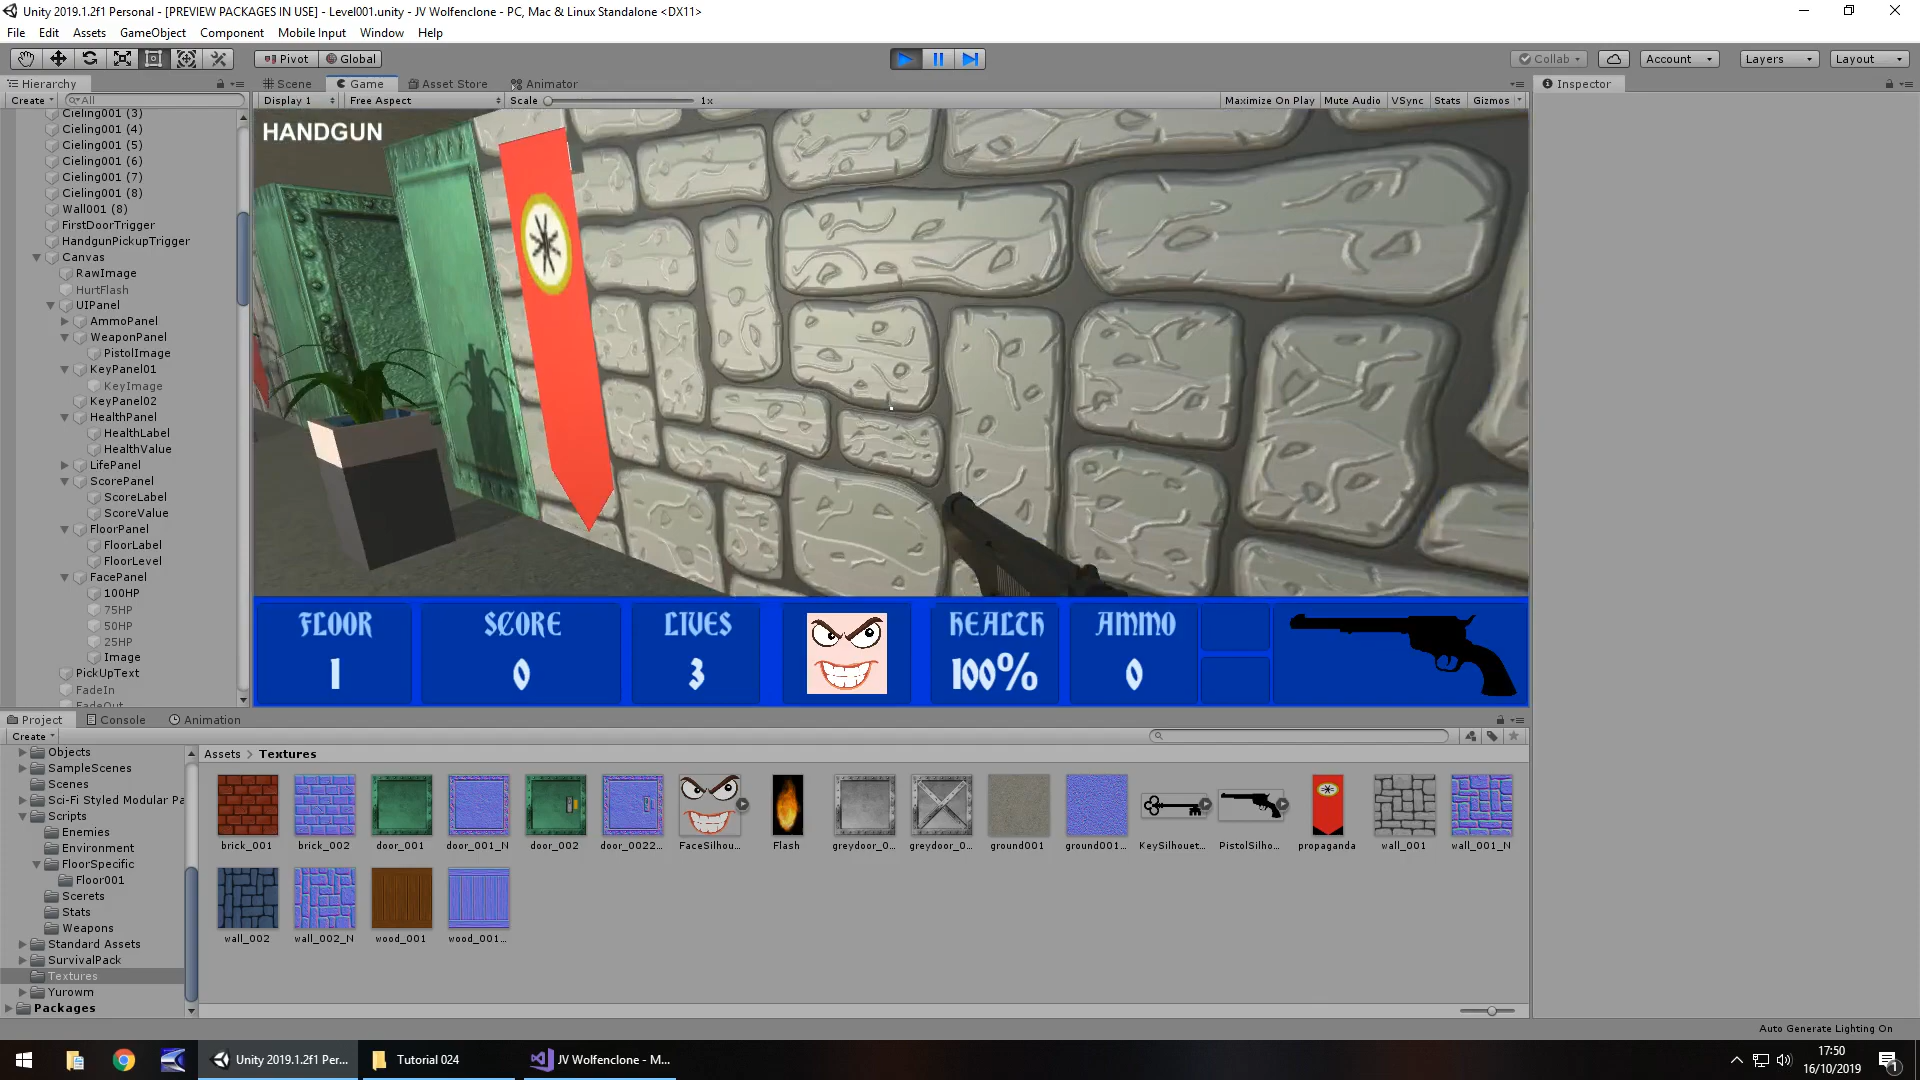 Unity 2019.1.2f1 Personal - [PREVIEW PACKAGES IN USE] - Level001.unity - JV Wolfenclone - PC, Mac & Linux Standalone <DX11>
File Edit Assets GameObject Component Mobile Input Window Help
Pivot Global Collab Account Layers Layout
Hierarchy Scene Game Asset Store Animator Inspector
Create All Display 1 Free Aspect Scale 1x Maximize On Play Mute Audio VSync Stats Gizmos
HANDGUN
Cieling001 (3)
Cieling001 (4)
Cieling001 (5)
Cieling001 (6)
Cieling001 (7)
Cieling001 (8)
Wall001 (8)
FirstDoorTrigger
HandgunPickupTrigger
Canvas
RawImage
HurtFlash
UIPanel
AmmoPanel
WeaponPanel
PistolImage
KeyPanel01
KeyImage
KeyPanel02
HealthPanel
HealthLabel
HealthValue
LifePanel
ScorePanel
ScoreLabel
ScoreValue
FloorPanel
FloorLabel
FloorLevel
FacePanel
100HP
75HP
50HP
25HP
Image
PickUpText
FadeIn
FadeOut
FLOOR SCORE LIVES HEALTH AMMO
1 0 3 100% 0
Project Console Animation
Create
Assets > Textures
Objects
SampleScenes
Scenes
Sci-Fi Styled Modular Pa
Scripts
Enemies
Environment
FloorSpecific
Floor001
Scerets
Stats
Weapons
Standard Assets
SurvivalPack
Textures
Yurowm
Packages
brick_001 brick_002 door_001 door_001_N door_002 door_0022... FaceSilhou... Flash greydoor_0... greydoor_0... ground001 ground001... KeySilhouet... PistolSilho... propaganda wall_001 wall_001_N
wall_002 wall_002_N wood_001 wood_001...
Auto Generate Lighting On
Unity 2019.1.2f1 Per... Tutorial 024 JV Wolfenclone - M...
17:50
16/10/2019
1